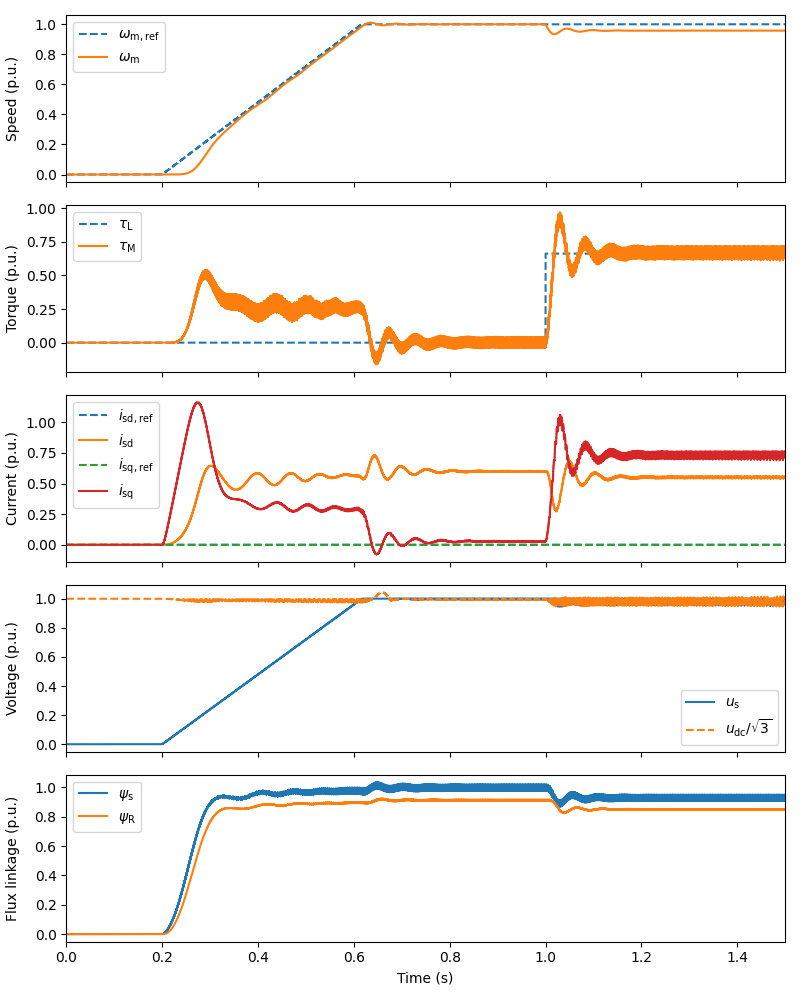 Speed (p.u.)
1.0
0.8
0.6
0.4
0.2
0.0
ω_m,ref
ω_m
Torque (p.u.)
1.00
0.75
0.50
0.25
0.00
τ_L
τ_M
Current (p.u.)
1.00
0.75
0.50
0.25
0.00
i_sd,ref
i_sd
i_sq,ref
i_sq
Voltage (p.u.)
1.0
0.8
0.6
0.4
0.2
0.0
u_s
u_dc/√3
Flux linkage (p.u.)
1.0
0.8
0.6
0.4
0.2
0.0
ψ_s
ψ_R
0.0 0.2 0.4 0.6 0.8 1.0 1.2 1.4
Time (s)